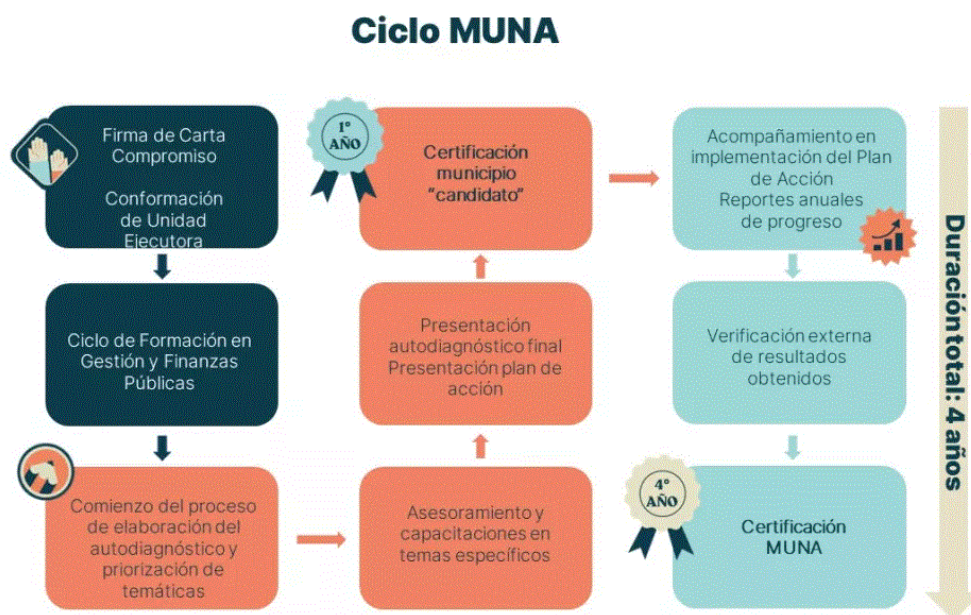 Ciclo MUNA
Firma de Carta
Compromiso
Conformación
de Unidad
Ejecutora
Ciclo de Formación en
Gestión y Finanzas
Públicas
Comienzo del proceso
de elaboración del
autodiagnóstico y
priorización de
temáticas
Asesoramiento y
capacitaciones en
temas específicos
Presentación
autodiagnóstico final
Presentación plan de
acción
1°
AÑO
Certificación
municipio
"candidato"
Acompañamiento en
implementación del Plan
de Acción
Reportes anuales
de progreso
Verificación externa
de resultados
obtenidos
4°
AÑO
Certificación
MUNA
Duración total: 4 años